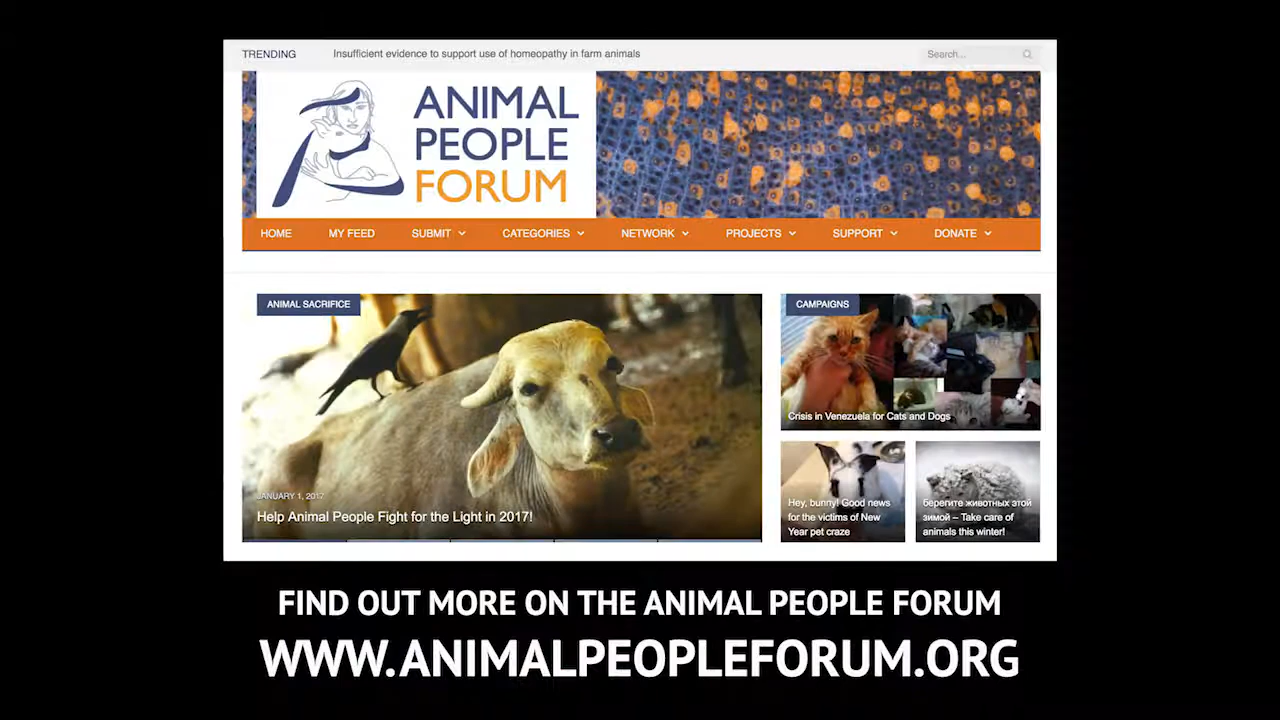 TRENDING
Insufficient evidence to support use of homeopathy in farm animals
Search...
ANIMAL
PEOPLE
FORUM
HOME
MY FEED
SUBMIT
CATEGORIES
NETWORK
PROJECTS
SUPPORT
DONATE
ANIMAL SACRIFICE
JANUARY 1, 2017
Help Animal People Fight for the Light in 2017!
CAMPAIGNS
Crisis in Venezuela for Cats and Dogs
Hey, bunny! Good news
for the victims of New
Year pet craze
берегите животных этой
зимой – Take care of
animals this winter!
FIND OUT MORE ON THE ANIMAL PEOPLE FORUM
WWW.ANIMALPEOPLEFORUM.ORG